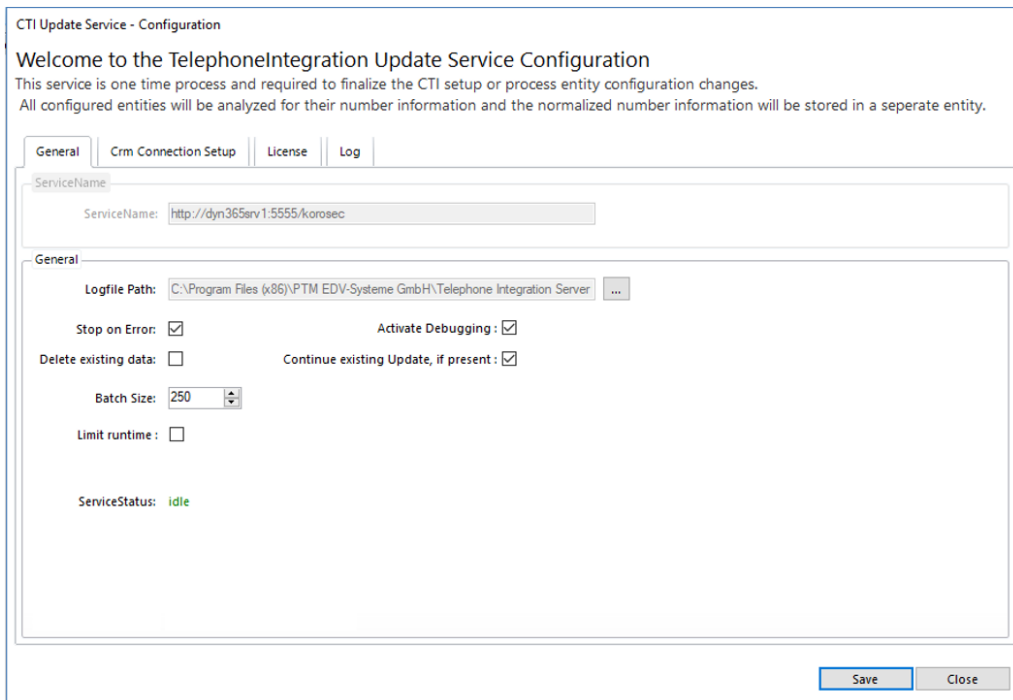 CTI Update Service - Configuration
Welcome to the TelephoneIntegration Update Service Configuration
This service is one time process and required to finalize the CTI setup or process entity configuration changes.
All configured entities will be analyzed for their number information and the normalized number information will be stored in a seperate entity.
General Crm Connection Setup License Log
ServiceName
ServiceName: http://dyn365srv1:5555/korosec
General
Logfile Path: C:\Program Files (x86)\PTM EDV-Systeme GmbH\Telephone Integration Server ...
Stop on Error: Activate Debugging :
Delete existing data: Continue existing Update, if present :
Batch Size: 250
Limit runtime :
ServiceStatus: idle
Save Close